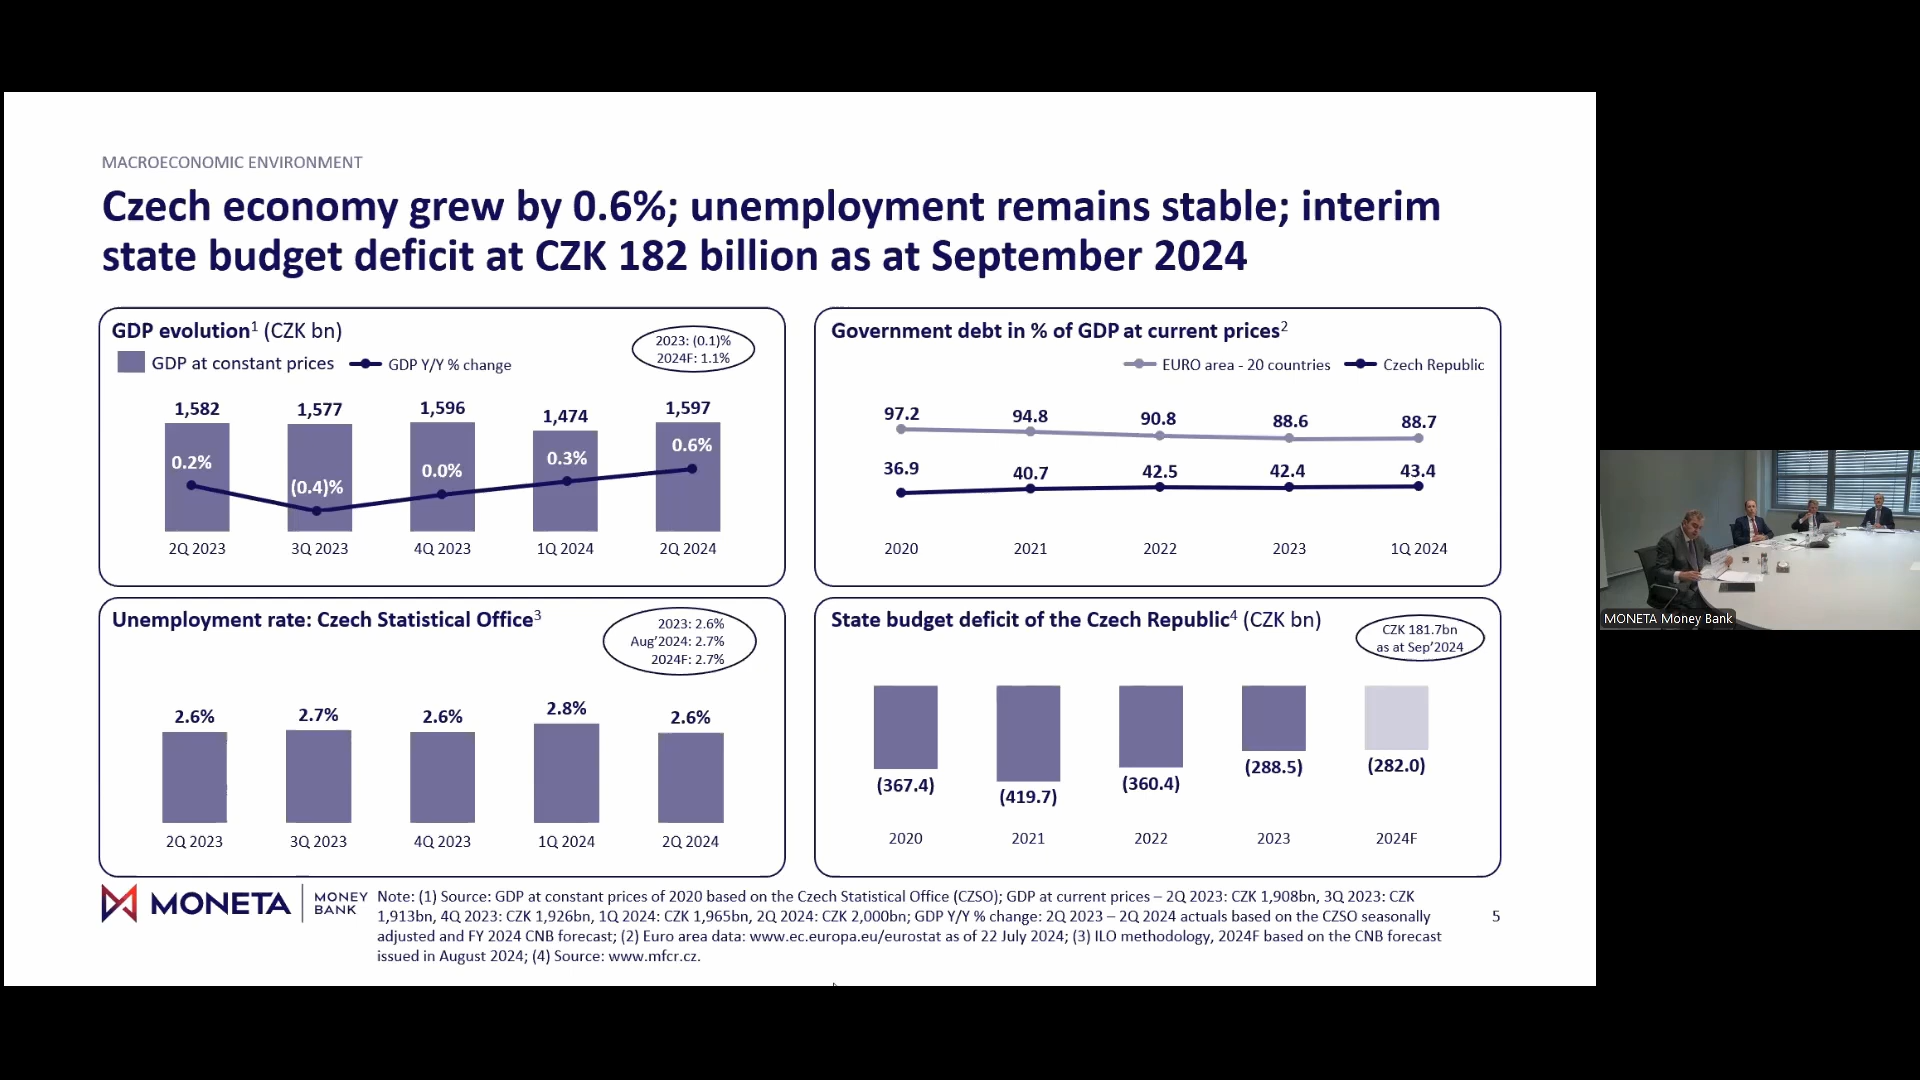 MACROECONOMIC ENVIRONMENT
Czech economy grew by 0.6%; unemployment remains stable; interim
state budget deficit at CZK 182 billion as at September 2024
GDP evolution1 (CZK bn)
2023: (0.1)%
2024F: 1.1%
GDP at constant prices
GDP Y/Y % change
1,582
1,577
1,596
1,474
1,597
0.2%
(0.4)%
0.0%
0.3%
0.6%
2Q 2023
3Q 2023
4Q 2023
1Q 2024
2Q 2024
Government debt in % of GDP at current prices2
EURO area - 20 countries
Czech Republic
97.2
94.8
90.8
88.6
88.7
36.9
40.7
42.5
42.4
43.4
2020
2021
2022
2023
1Q 2024
Unemployment rate: Czech Statistical Office3
2023: 2.6%
Aug’2024: 2.7%
2024F: 2.7%
2.6%
2.7%
2.6%
2.8%
2.6%
2Q 2023
3Q 2023
4Q 2023
1Q 2024
2Q 2024
State budget deficit of the Czech Republic4 (CZK bn)
CZK 181.7bn
as at Sep’2024
(367.4)
(419.7)
(360.4)
(288.5)
(282.0)
2020
2021
2022
2023
2024F
MONETA
MONEY
BANK
Note: (1) Source: GDP at constant prices of 2020 based on the Czech Statistical Office (CZSO); GDP at current prices – 2Q 2023: CZK 1,908bn, 3Q 2023: CZK
1,913bn, 4Q 2023: CZK 1,926bn, 1Q 2024: CZK 1,965bn, 2Q 2024: CZK 2,000bn; GDP Y/Y % change: 2Q 2023 – 2Q 2024 actuals based on the CZSO seasonally
adjusted and FY 2024 CNB forecast; (2) Euro area data: www.ec.europa.eu/eurostat as of 22 July 2024; (3) ILO methodology, 2024F based on the CNB forecast
issued in August 2024; (4) Source: www.mfcr.cz.
5
MONETA Money Bank